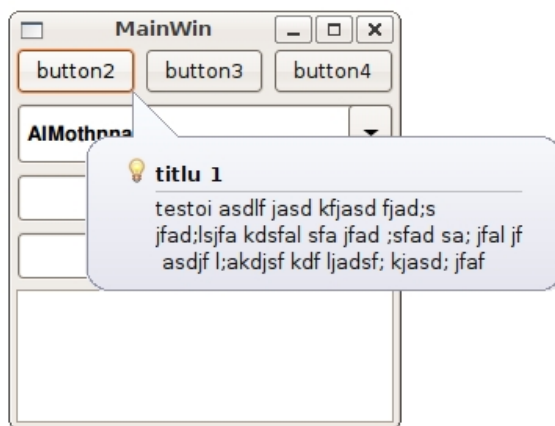 MainWin
button2 button3 button4
AlMothnna
titlu 1
testoi asdlf jasd kfjasd fjad;s
jfad;lsjfa kdsfal sfa jfad ;sfad sa; jfal jf
asdjf l;akdjsf kdf ljadsf; kjasd; jfaf